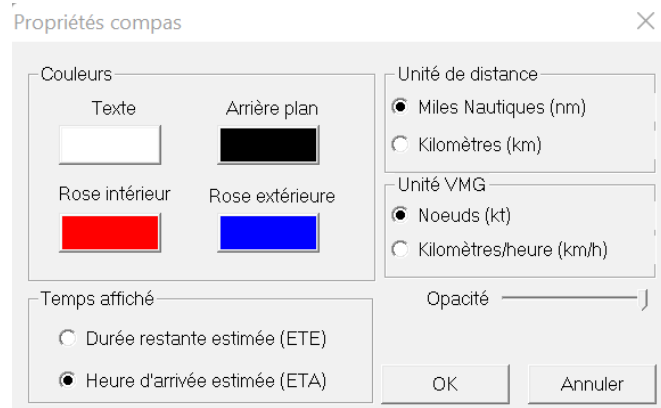 Propriétés compas
Couleurs
Texte
Arrière plan
Rose intérieur
Rose extérieure
Temps affiché
Durée restante estimée (ETE)
Heure d'arrivée estimée (ETA)
Unité de distance
Miles Nautiques (nm)
Kilomètres (km)
Unité VMG
Noeuds (kt)
Kilomètres/heure (km/h)
Opacité
OK
Annuler